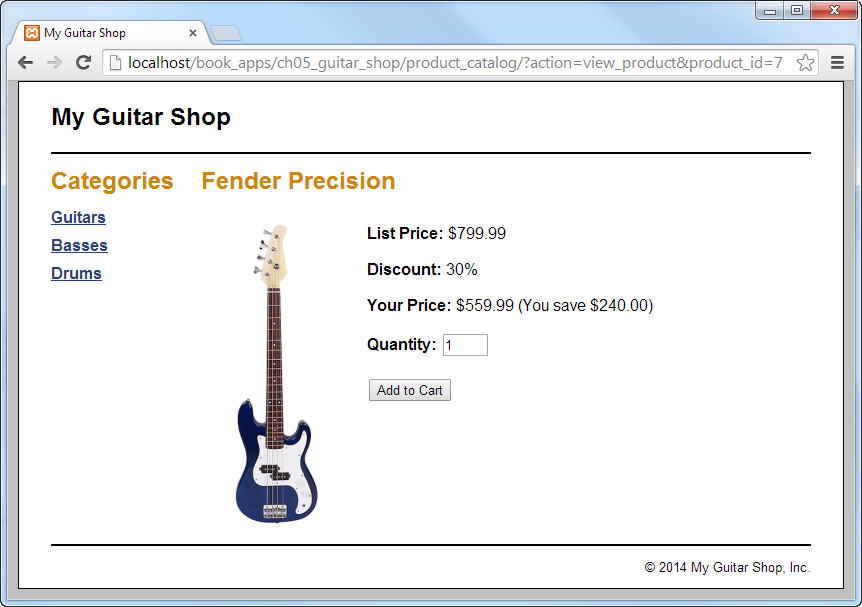 My Guitar Shop
localhost/book_apps/ch05_guitar_shop/product_catalog/?action=view_product&product_id=7
My Guitar Shop
Categories
Guitars
Basses
Drums
Fender Precision
List Price: $799.99
Discount: 30%
Your Price: $559.99 (You save $240.00)
Quantity: 1
Add to Cart
© 2014 My Guitar Shop, Inc.